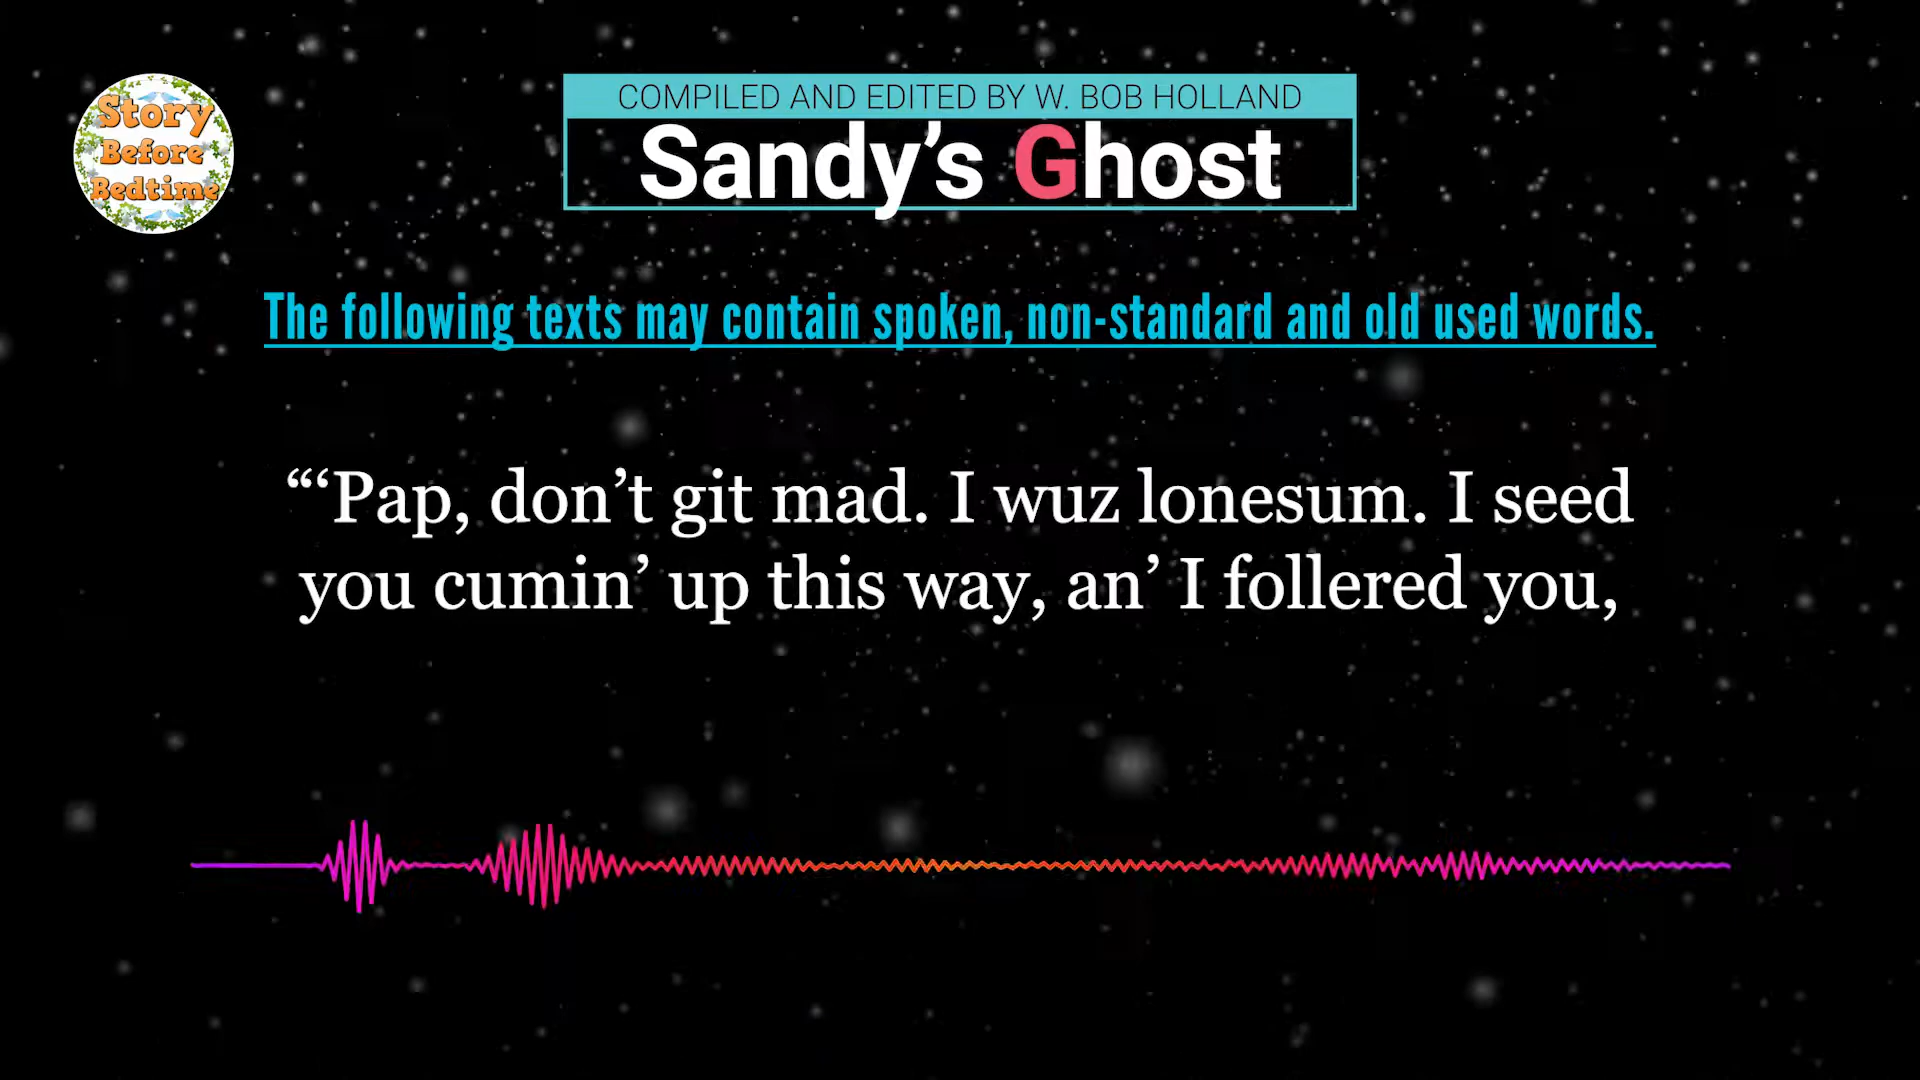 Story
Before
Bedtime
COMPILED AND EDITED BY W. BOB HOLLAND
Sandy’s Ghost
The following texts may contain spoken, non-standard and old used words.
“‘Pap, don’t git mad. I wuz lonesum. I seed
you cumin’ up this way, an’ I follered you,